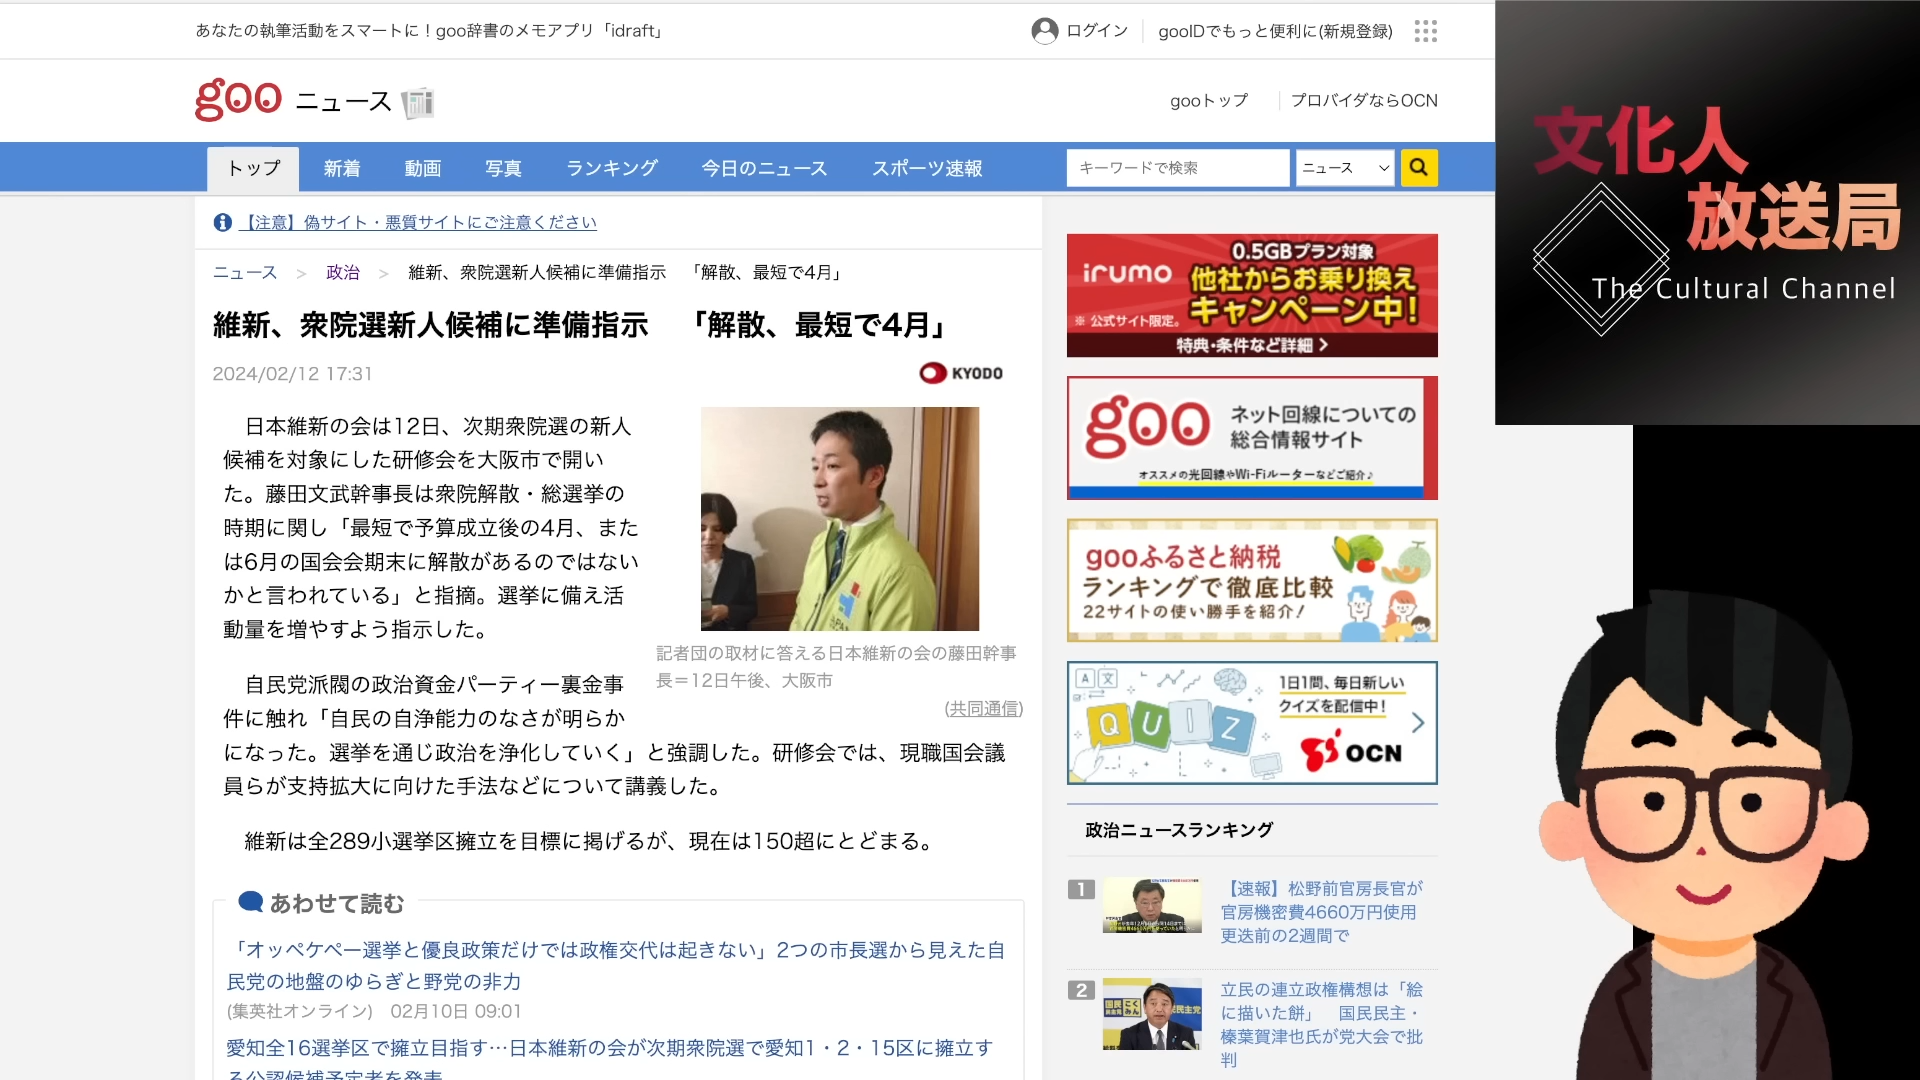 あなたの執筆活動をスマートに！goo辞書のメモアプリ「idraft」
ログイン
gooIDでもっと便利に(新規登録)
goo ニュース
gooトップ
プロバイダならOCN
トップ
新着
動画
写真
ランキング
今日のニュース
スポーツ速報
キーワードで検索
ニュース
【注意】偽サイト・悪質サイトにご注意ください
ニュース > 政治 > 維新、衆院選新人候補に準備指示　「解散、最短で4月」
維新、衆院選新人候補に準備指示　「解散、最短で4月」
2024/02/12 17:31
KYODO
日本維新の会は12日、次期衆院選の新人
候補を対象にした研修会を大阪市で開い
た。藤田文武幹事長は衆院解散・総選挙の
時期に関し「最短で予算成立後の4月、また
は6月の国会会期末に解散があるのではない
かと言われている」と指摘。選挙に備え活
動量を増やすよう指示した。
記者団の取材に答える日本維新の会の藤田幹事
長＝12日午後、大阪市
(共同通信)
自民党派閥の政治資金パーティー裏金事
件に触れ「自民の自浄能力のなさが明らか
になった。選挙を通じ政治を浄化していく」と強調した。研修会では、現職国会議
員らが支持拡大に向けた手法などについて講義した。
維新は全289小選挙区擁立を目標に掲げるが、現在は150超にとどまる。
あわせて読む
「オッペケペー選挙と優良政策だけでは政権交代は起きない」2つの市長選から見えた自
民党の地盤のゆらぎと野党の非力
(集英社オンライン)　02月10日 09:01
愛知全16選挙区で擁立目指す…日本維新の会が次期衆院選で愛知1・2・15区に擁立す
る公認候補予定者を発表
irumo
0.5GBプラン対象
他社からお乗り換え
キャンペーン中!
※ 公式サイト限定。
特典・条件など詳細
goo
ネット回線についての
総合情報サイト
オススメの光回線やWi-Fiルーターなどご紹介♪
gooふるさと納税
ランキングで徹底比較
22サイトの使い勝手を紹介！
A 文
QUIZ
1日1問、毎日新しい
クイズを配信中！
OCN
政治ニュースランキング
1
【速報】松野前官房長官が
官房機密費4660万円使用
更迭前の2週間で
2
立民の連立政権構想は「絵
に描いた餅」　国民民主・
榛葉賀津也氏が党大会で批
判
文化人
放送局
The Cultural Channel